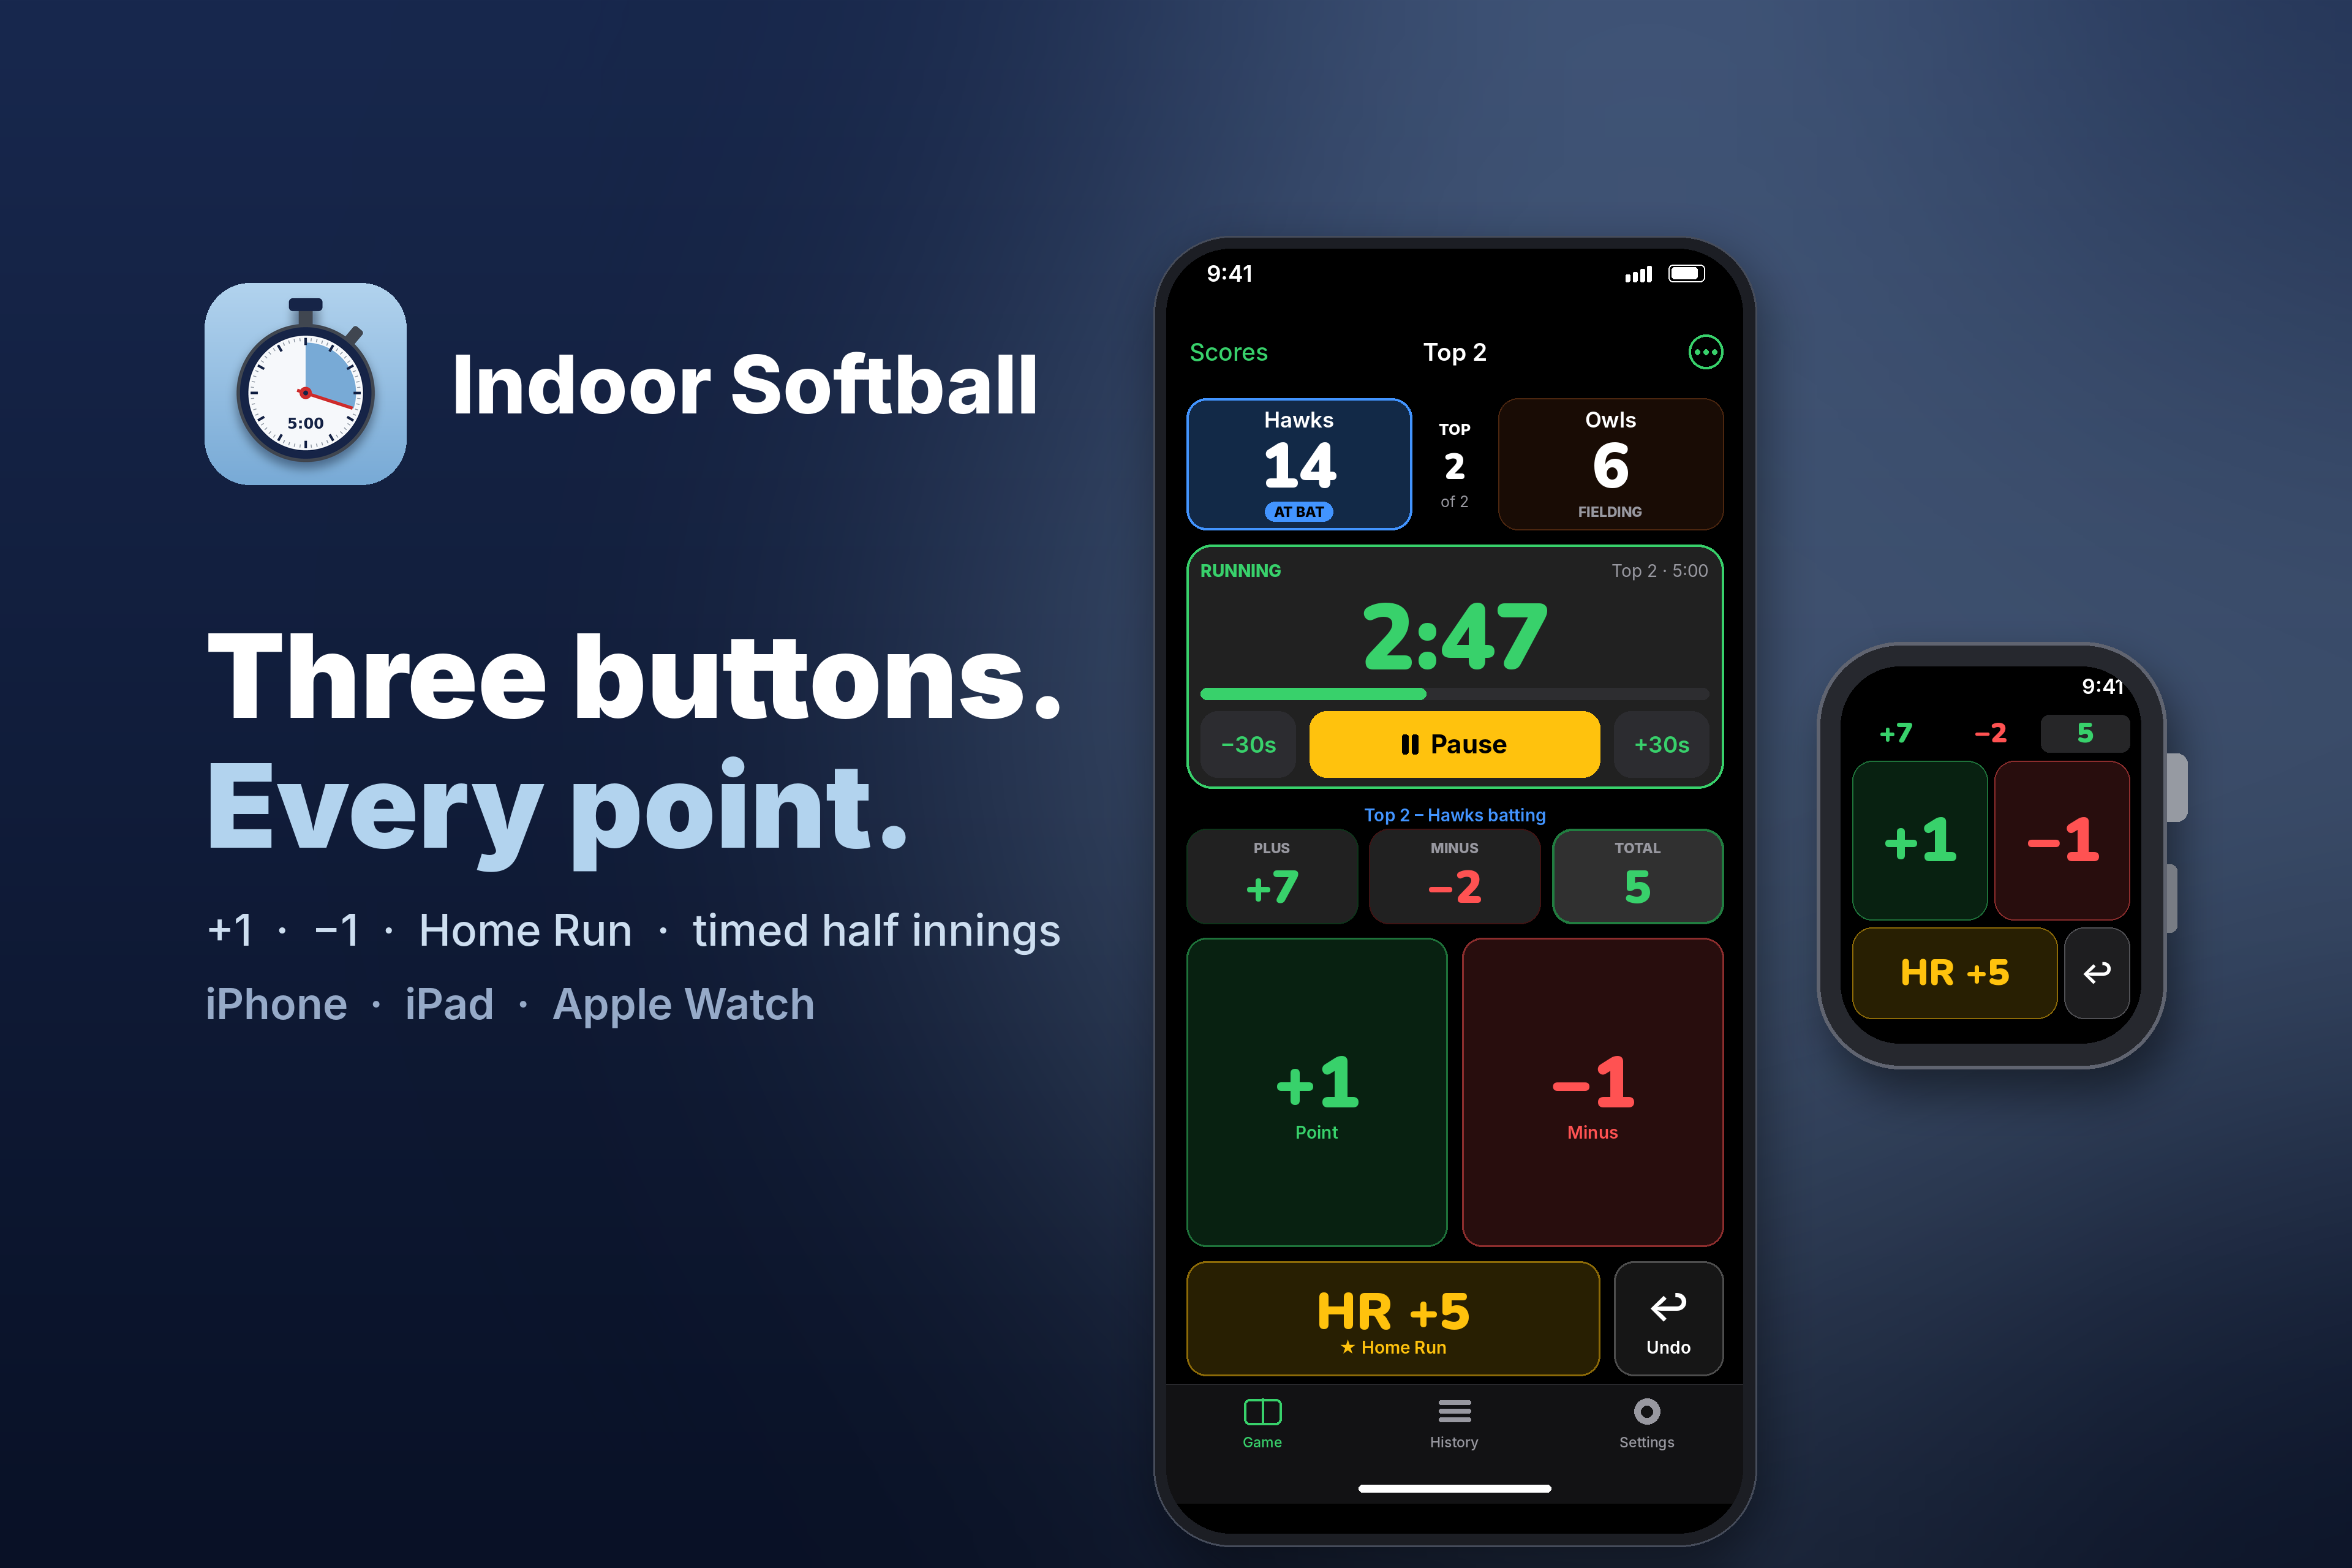 5:00
Indoor Softball
Three buttons.
Every point.
+1 · −1 · Home Run · timed half innings
iPhone · iPad · Apple Watch
9:41
Scores
Top 2
Hawks
14
AT BAT
TOP
2
of 2
Owls
6
FIELDING
RUNNING
Top 2 · 5:00
2:47
−30s
Pause
+30s
Top 2 – Hawks batting
PLUS
+7
MINUS
−2
TOTAL
5
+1
Point
−1
Minus
HR +5
★ Home Run
Undo
Game
History
Settings
9:41
+7
−2
5
+1
−1
HR +5